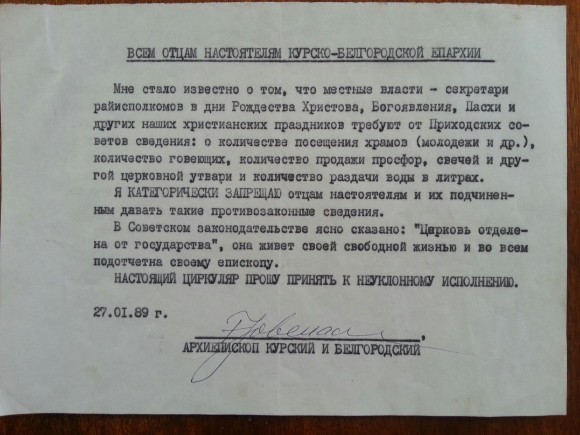 ВСЕМ ОТЦАМ НАСТОЯТЕЛЯМ КУРСКО-БЕЛГОРОДСКОЙ ЕПАРХИИ
Мне стало известно о том, что местные власти - секретари
райисполкомов в дни Рождества Христова, Богоявления, Пасхи и
других наших христианских праздников требуют от Приходских со-
ветов сведения: о количестве посещения храмов (молодежи и др.),
количество говеющих, количество продажи просфор, свечей и дру-
гой церковной утвари и количество раздачи воды в литрах.
Я КАТЕГОРИЧЕСКИ ЗАПРЕЩАЮ отцам настоятелям и их подчинен-
ным давать такие противозаконные сведения.
В Советском законодательстве ясно сказано: "Церковь отделе-
на от государства", она живет своей свободной жизнью и во всем
подотчетна своему епископу.
НАСТОЯЩИЙ ЦИРКУЛЯР ПРОШУ ПРИНЯТЬ К НЕУКЛОННОМУ ИСПОЛНЕНИЮ.
27.01.89 г.
,
АРХИЕПИСКОП КУРСКИЙ И БЕЛГОРОДСКИЙ